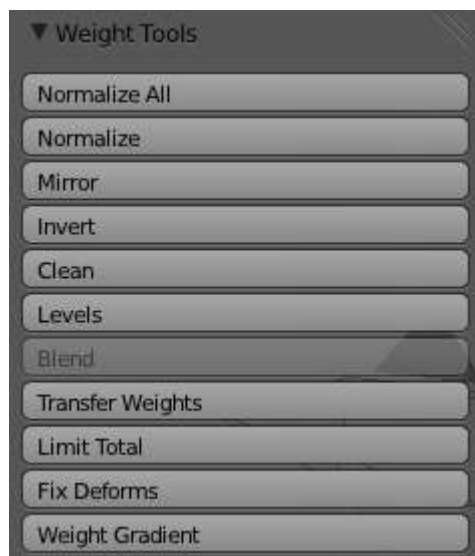 Weight Tools
Normalize All
Normalize
Mirror
Invert
Clean
Levels
Blend
Transfer Weights
Limit Total
Fix Deforms
Weight Gradient